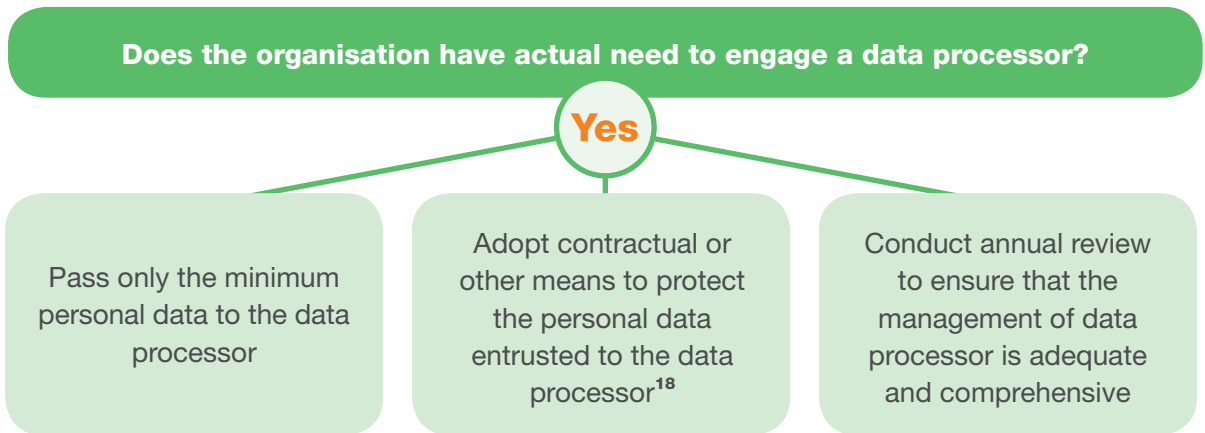 Does the organisation have actual need to engage a data processor?
Yes
Pass only the minimum
personal data to the data
processor
Adopt contractual or
other means to protect
the personal data
entrusted to the data
processor18
Conduct annual review
to ensure that the
management of data
processor is adequate
and comprehensive